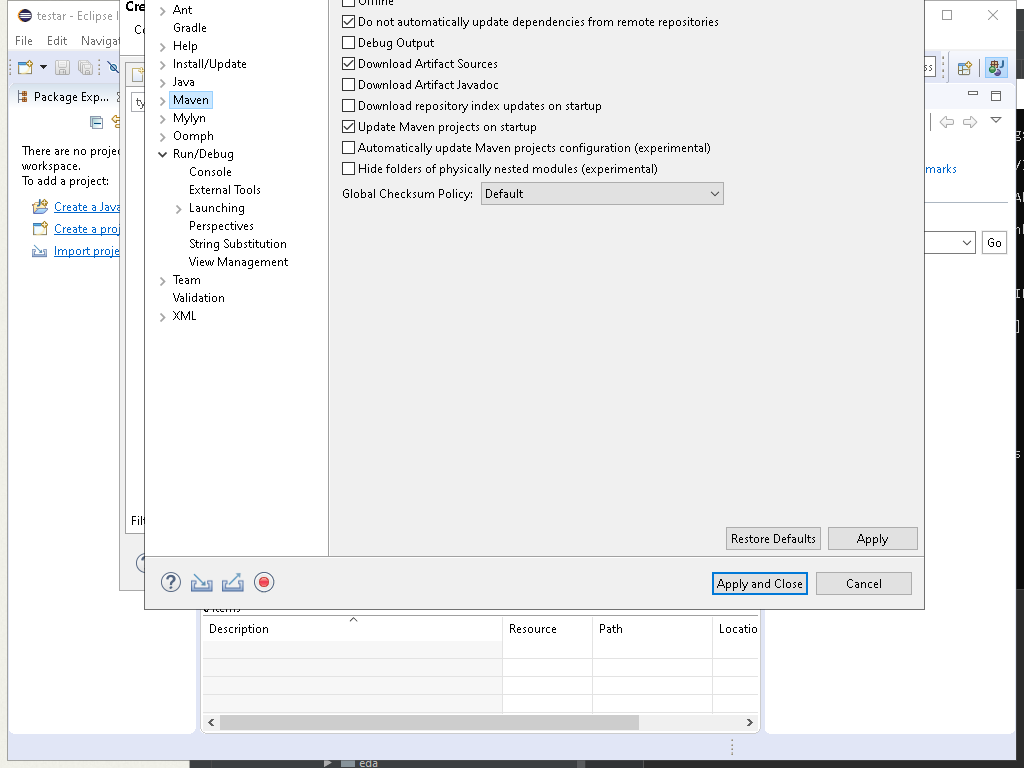 testar - Eclipse I
File Edit Navigat
Package Exp...
There are no proje
workspace.
To add a project:
Create a Java
Create a proj
Import proje
Cre
Ant
Gradle
Help
Install/Update
Java
Maven
Mylyn
Oomph
Run/Debug
Console
External Tools
Launching
Perspectives
String Substitution
View Management
Team
Validation
XML
Offline
Do not automatically update dependencies from remote repositories
Debug Output
Download Artifact Sources
Download Artifact Javadoc
Download repository index updates on startup
Update Maven projects on startup
Automatically update Maven projects configuration (experimental)
Hide folders of physically nested modules (experimental)
Global Checksum Policy: Default
Restore Defaults Apply
Apply and Close Cancel
ty
Filt
ss
marks
Go
items
Description Resource Path Locatio
eda